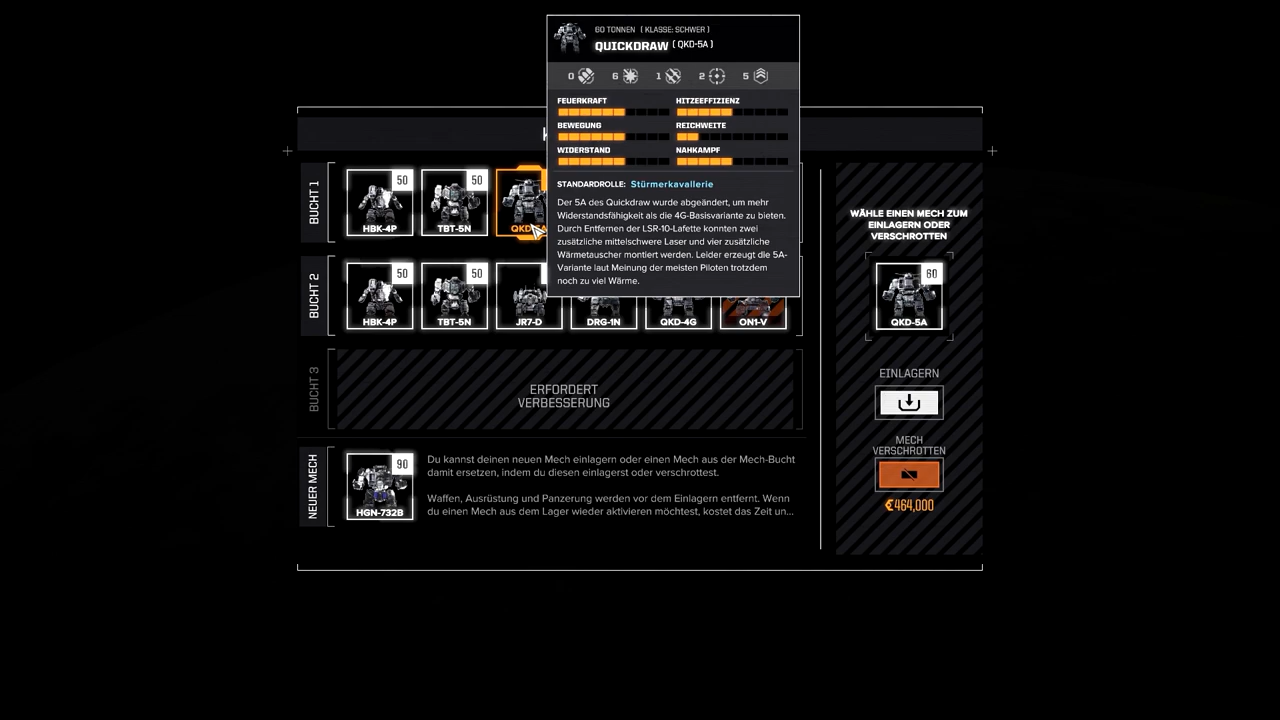 60 TONNEN ( KLASSE: SCHWER )
QUICKDRAW ( QKD-5A )
0 6 1 2 5
FEUERKRAFT HITZEEFFIZIENZ
BEWEGUNG REICHWEITE
WIDERSTAND NAHKAMPF
STANDARDROLLE: Stürmerkavallerie
Der 5A des Quickdraw wurde abgeändert, um mehr
Widerstandsfähigkeit als die 4G-Basisvariante zu bieten.
Durch Entfernen der LSR-10-Lafette konnten zwei
zusätzliche mittelschwere Laser und vier zusätzliche
Wärmetauscher montiert werden. Leider erzeugt die 5A-
Variante laut Meinung der meisten Piloten trotzdem
noch zu viel Wärme.
BUCHT 1
50
HBK-4P
50
TBT-5N
BUCHT 2
50
HBK-4P
50
TBT-5N
JR7-D
DRG-1N
QKD-4G
ON1-V
BUCHT 3
ERFORDERT
VERBESSERUNG
NEUER MECH
90
HGN-732B
Du kannst deinen neuen Mech einlagern oder einen Mech aus der Mech-Bucht
damit ersetzen, indem du diesen einlagerst oder verschrottest.
Waffen, Ausrüstung und Panzerung werden vor dem Einlagern entfernt. Wenn
du einen Mech aus dem Lager wieder aktivieren möchtest, kostet das Zeit un...
WÄHLE EINEN MECH ZUM
EINLAGERN ODER
VERSCHROTTEN
60
QKD-5A
EINLAGERN
MECH
VERSCHROTTEN
464,000